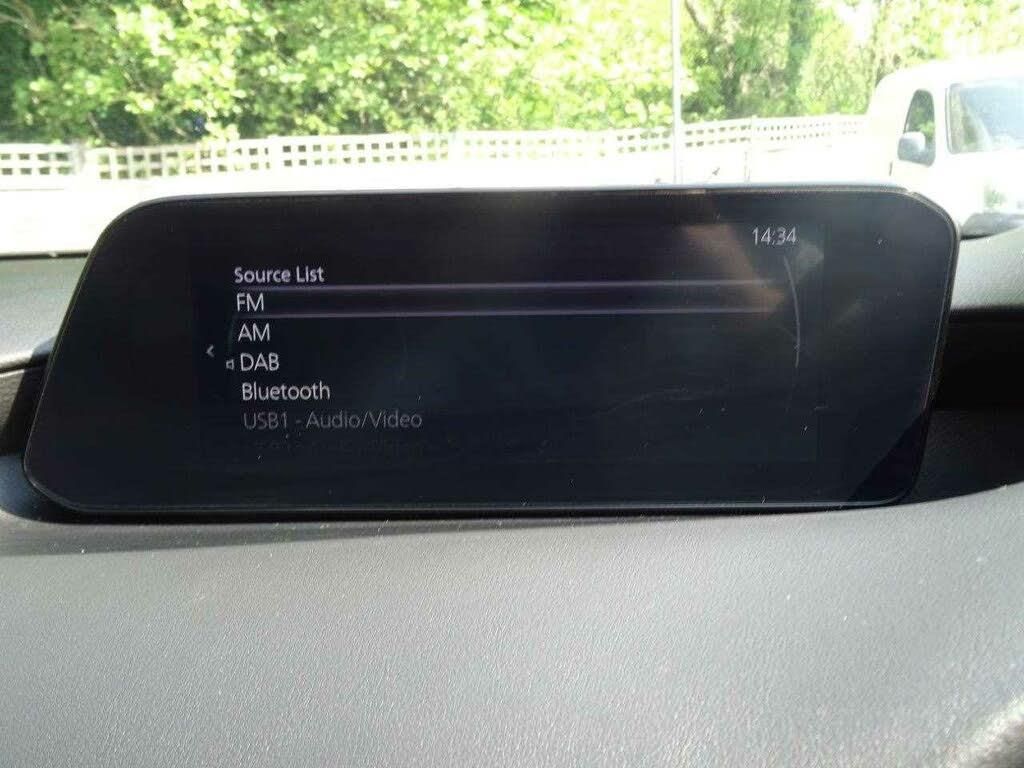 14:34
Source List
FM
AM
DAB
Bluetooth
USB1 - Audio/Video